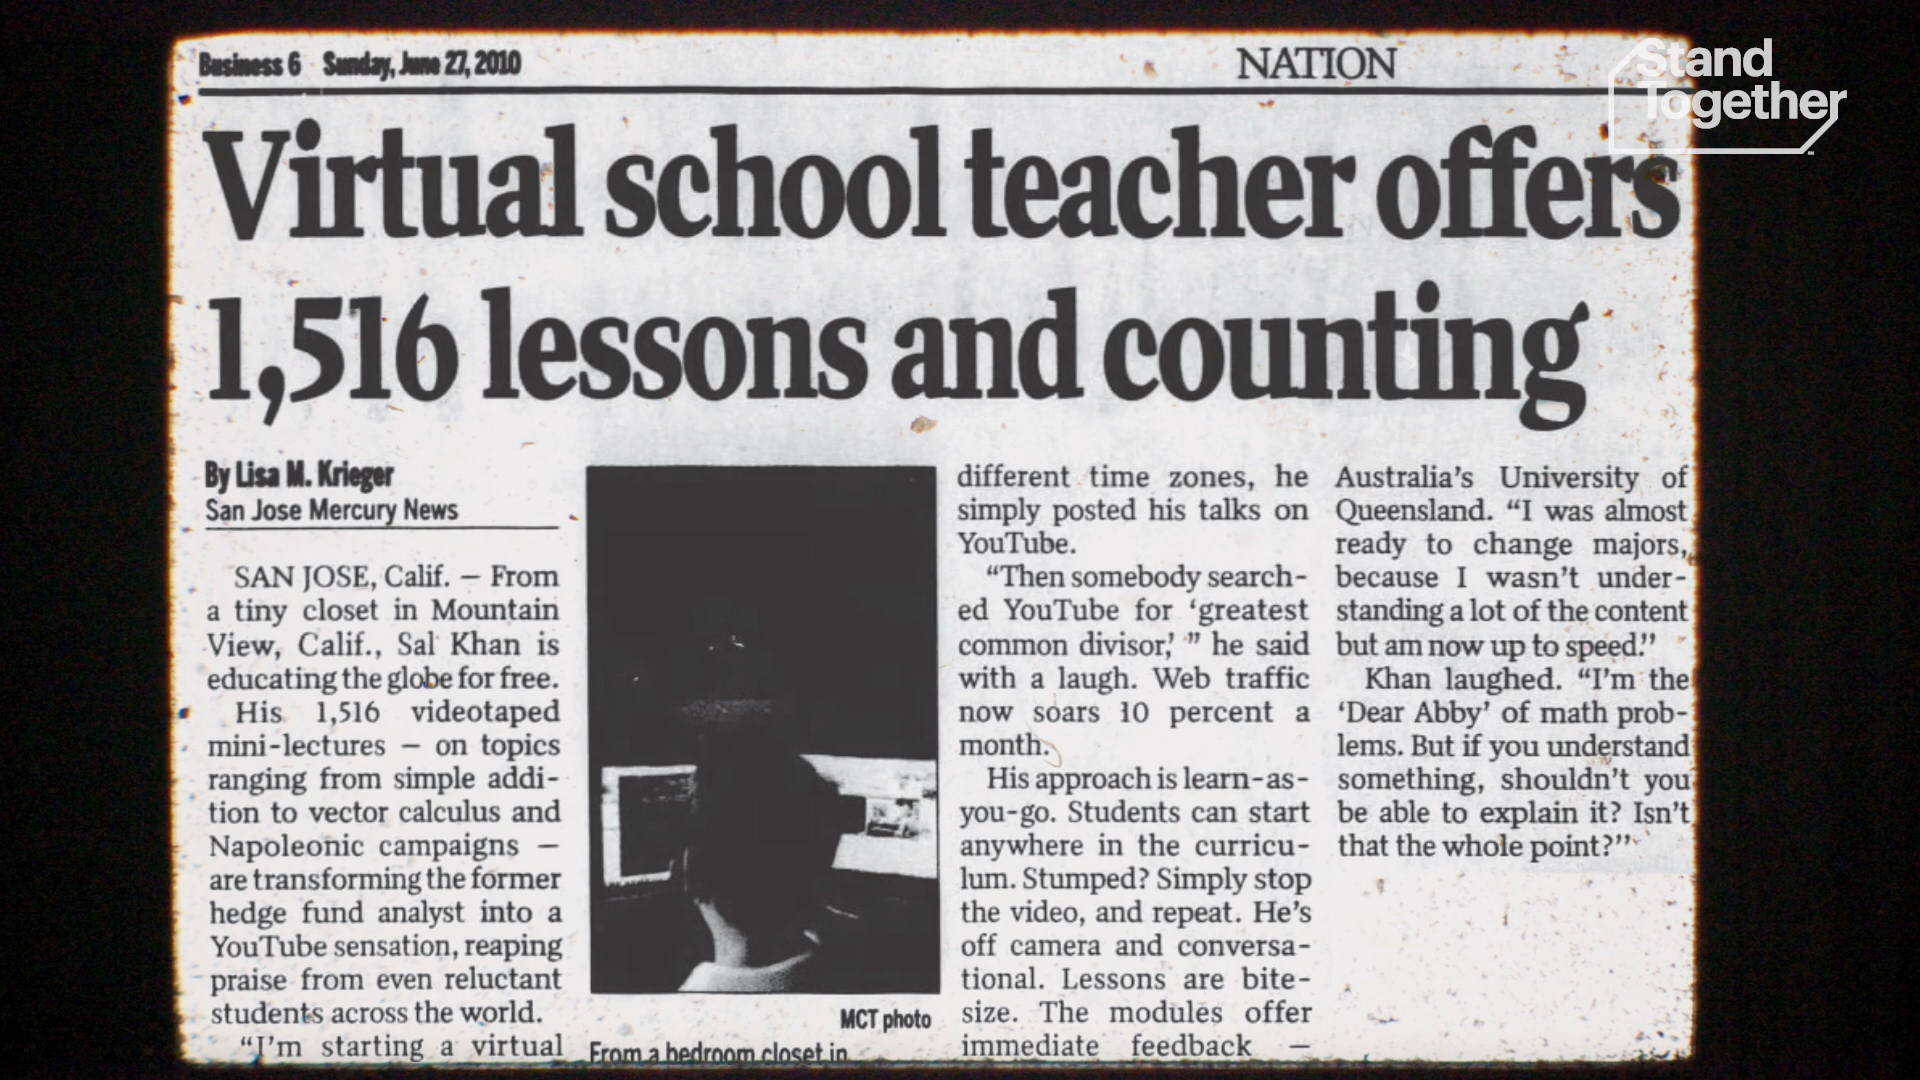 Business 6 Sunday, June 27, 2010
NATION
Stand
Together
Virtual school teacher offers
1,516 lessons and counting
By Lisa M. Krieger
San Jose Mercury News
SAN JOSE, Calif. — From
a tiny closet in Mountain
View, Calif., Sal Khan is
educating the globe for free.
His 1,516 videotaped
mini-lectures — on topics
ranging from simple addi-
tion to vector calculus and
Napoleonic campaigns —
are transforming the former
hedge fund analyst into a
YouTube sensation, reaping
praise from even reluctant
students across the world.
“I’m starting a virtual
MCT photo
From a bedroom closet in
different time zones, he
simply posted his talks on
YouTube.
“Then somebody search-
ed YouTube for ‘greatest
common divisor,’ ” he said
with a laugh. Web traffic
now soars 10 percent a
month.
His approach is learn-as-
you-go. Students can start
anywhere in the curricu-
lum. Stumped? Simply stop
the video, and repeat. He’s
off camera and conversa-
tional. Lessons are bite-
size. The modules offer
immediate feedback —
Australia’s University of
Queensland. “I was almost
ready to change majors,
because I wasn’t under-
standing a lot of the content
but am now up to speed.”
Khan laughed. “I’m the
‘Dear Abby’ of math prob-
lems. But if you understand
something, shouldn’t you
be able to explain it? Isn’t
that the whole point?”